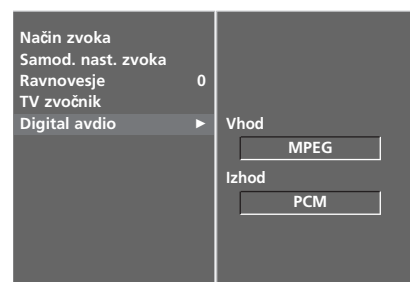 Način zvoka
Samod. nast. zvoka
Ravnovesje 0
TV zvočnik
Digital avdio ►
Vhod
MPEG
Izhod
PCM